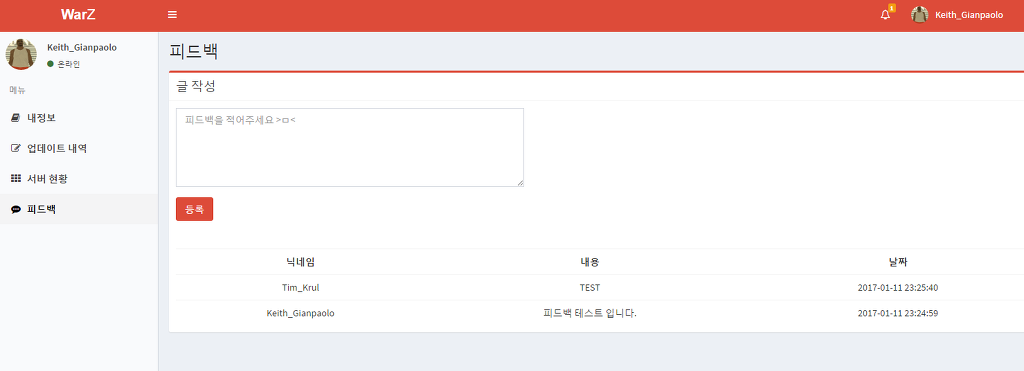 WarZ
1
Keith_Gianpaolo
Keith_Gianpaolo
온라인
메뉴
내정보
업데이트 내역
서버 현황
피드백
피드백
글 작성
피드백을 적어주세요 >ㅁ<
등록
닉네임 내용 날짜
Tim_Krul TEST 2017-01-11 23:25:40
Keith_Gianpaolo 피드백 테스트 입니다. 2017-01-11 23:24:59